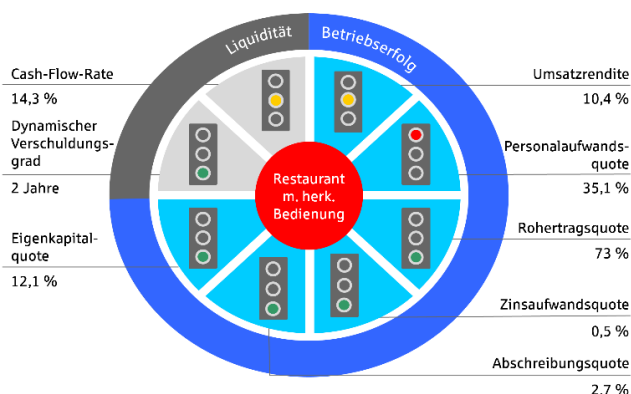 Liquidität
Betriebserfolg
Cash-Flow-Rate
14,3 %
Dynamischer
Verschuldungs-
grad
2 Jahre
Eigenkapital-
quote
12,1 %
Restaurant
m. herk.
Bedienung
Umsatzrendite
10,4 %
Personalaufwands-
quote
35,1 %
Rohertragsquote
73 %
Zinsaufwandsquote
0,5 %
Abschreibungsquote
2,7 %